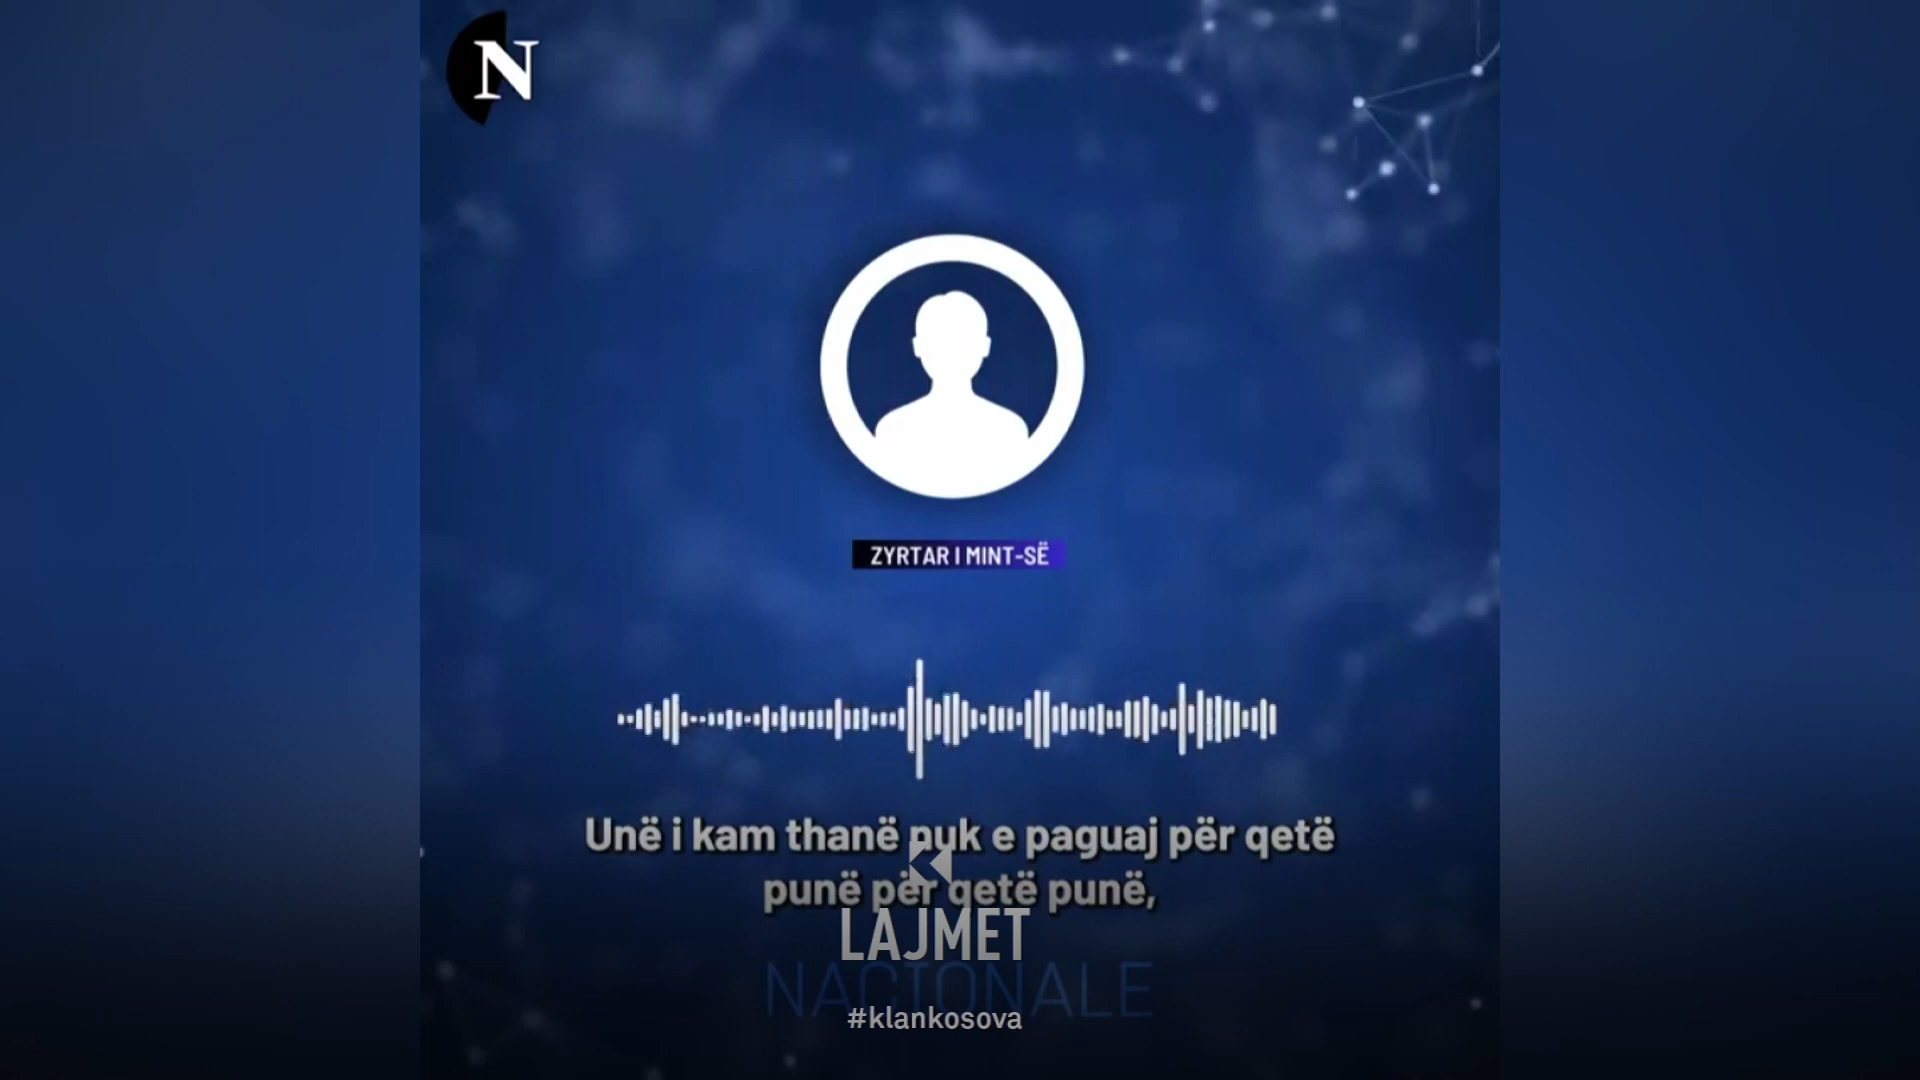 N
ZYRTAR I MINT-SË
Unë i kam thanë nuk e paguaj për qetë
punë për qetë punë,
LAJMET
NACIONALE
#klankosova